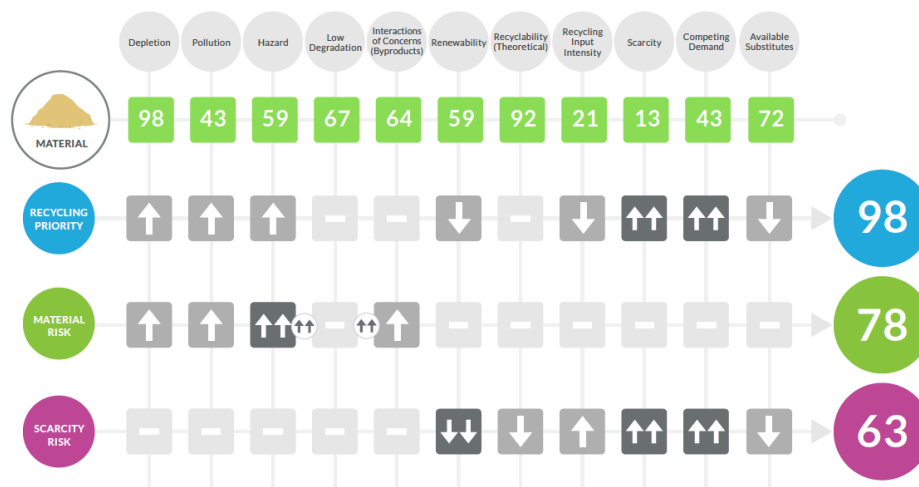 Depletion
Pollution
Hazard
Low
Degradation
Interactions
of Concerns
(Byproducts)
Renewability
Recyclability
(Theoretical)
Recycling
Input
Intensity
Scarcity
Competing
Demand
Available
Substitutes
MATERIAL
98 43 59 67 64 59 92 21 13 43 72
RECYCLING
PRIORITY
98
MATERIAL
RISK
78
SCARCITY
RISK
63